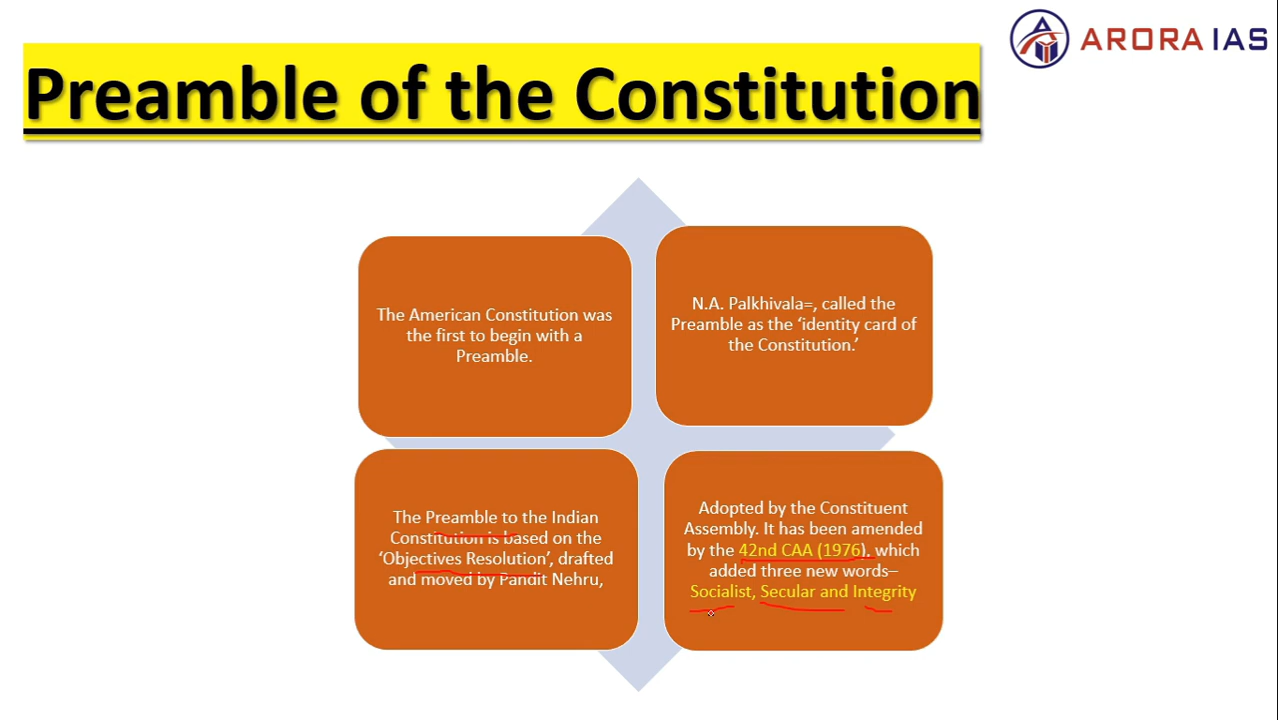 ARORA IAS
Preamble of the Constitution
The American Constitution was
the first to begin with a
Preamble.
N.A. Palkhivala=, called the
Preamble as the ‘identity card of
the Constitution.’
The Preamble to the Indian
Constitution is based on the
‘Objectives Resolution’, drafted
and moved by Pandit Nehru,
Adopted by the Constituent
Assembly. It has been amended
by the 42nd CAA (1976), which
added three new words–
Socialist, Secular and Integrity